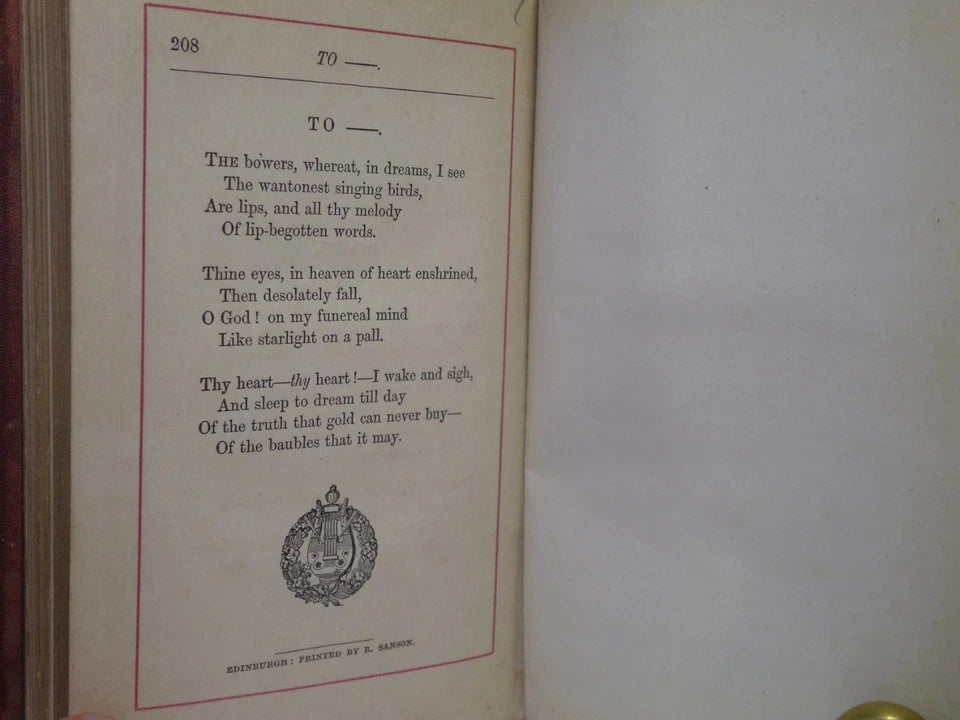 208
TO ——.
TO ——.
THE bowers, whereat, in dreams, I see
The wantonest singing birds,
Are lips, and all thy melody
Of lip-begotten words.
Thine eyes, in heaven of heart enshrined,
Then desolately fall,
O God! on my funereal mind
Like starlight on a pall.
Thy heart—thy heart!—I wake and sigh,
And sleep to dream till day
Of the truth that gold can never buy—
Of the baubles that it may.
EDINBURGH: PRINTED BY R. SANSON.